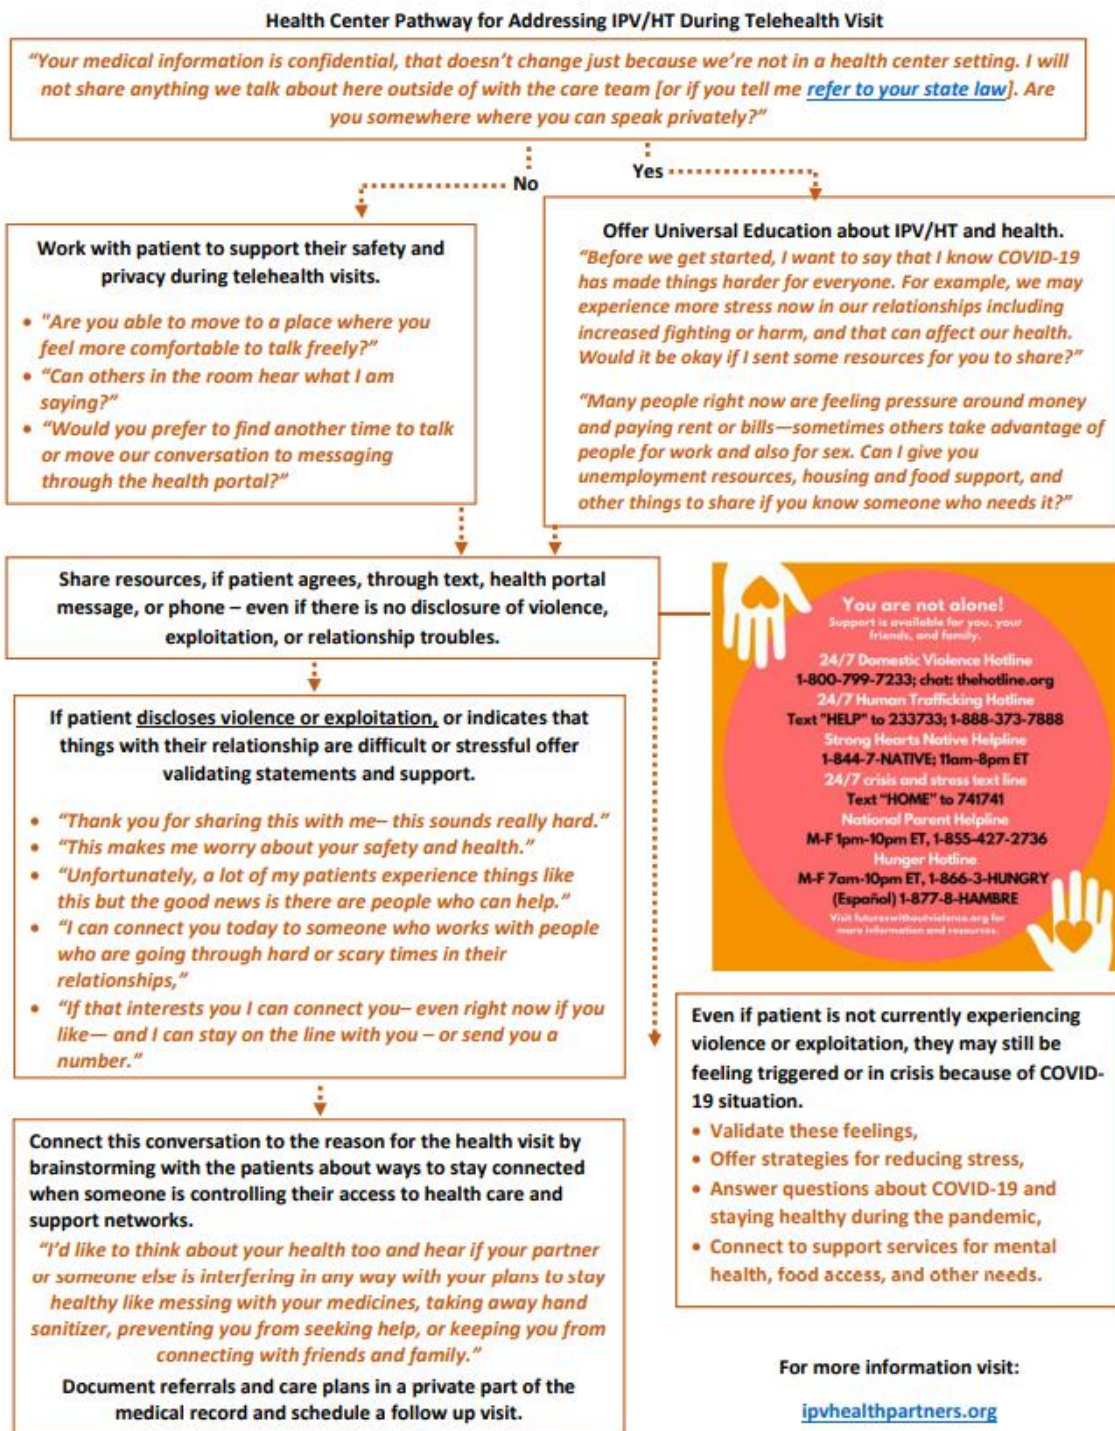 Health Center Pathway for Addressing IPV/HT During Telehealth Visit
“Your medical information is confidential, that doesn’t change just because we’re not in a health center setting. I will
not share anything we talk about here outside of with the care team [or if you tell me refer to your state law]. Are
you somewhere where you can speak privately?”
No
Yes
Work with patient to support their safety and
privacy during telehealth visits.
• "Are you able to move to a place where you
feel more comfortable to talk freely?”
• “Can others in the room hear what I am
saying?”
• “Would you prefer to find another time to talk
or move our conversation to messaging
through the health portal?”
Offer Universal Education about IPV/HT and health.
“Before we get started, I want to say that I know COVID-19
has made things harder for everyone. For example, we may
experience more stress now in our relationships including
increased fighting or harm, and that can affect our health.
Would it be okay if I sent some resources for you to share?”
“Many people right now are feeling pressure around money
and paying rent or bills—sometimes others take advantage of
people for work and also for sex. Can I give you
unemployment resources, housing and food support, and
other things to share if you know someone who needs it?”
Share resources, if patient agrees, through text, health portal
message, or phone – even if there is no disclosure of violence,
exploitation, or relationship troubles.
You are not alone!
Support is available for you, your
friends, and family.
24/7 Domestic Violence Hotline
1-800-799-7233; chat: thehotline.org
24/7 Human Trafficking Hotline
Text "HELP" to 233733; 1-888-373-7888
Strong Hearts Native Helpline
1-844-7-NATIVE; 11am-8pm ET
24/7 crisis and stress text line
Text "HOME" to 741741
National Parent Helpline
M-F 1pm-10pm ET, 1-855-427-2736
Hunger Hotline
M-F 7am-10pm ET, 1-866-3-HUNGRY
(Español) 1-877-8-HAMBRE
Visit futureswithoutviolence.org for
more information and resources.
If patient discloses violence or exploitation, or indicates that
things with their relationship are difficult or stressful offer
validating statements and support.
• “Thank you for sharing this with me– this sounds really hard.”
• “This makes me worry about your safety and health.”
• “Unfortunately, a lot of my patients experience things like
this but the good news is there are people who can help.”
• “I can connect you today to someone who works with people
who are going through hard or scary times in their
relationships,”
• “If that interests you I can connect you– even right now if you
like— and I can stay on the line with you – or send you a
number.”
Even if patient is not currently experiencing
violence or exploitation, they may still be
feeling triggered or in crisis because of COVID-
19 situation.
• Validate these feelings,
• Offer strategies for reducing stress,
• Answer questions about COVID-19 and
staying healthy during the pandemic,
• Connect to support services for mental
health, food access, and other needs.
Connect this conversation to the reason for the health visit by
brainstorming with the patients about ways to stay connected
when someone is controlling their access to health care and
support networks.
“I’d like to think about your health too and hear if your partner
or someone else is interfering in any way with your plans to stay
healthy like messing with your medicines, taking away hand
sanitizer, preventing you from seeking help, or keeping you from
connecting with friends and family.”
Document referrals and care plans in a private part of the
medical record and schedule a follow up visit.
For more information visit:
ipvhealthpartners.org